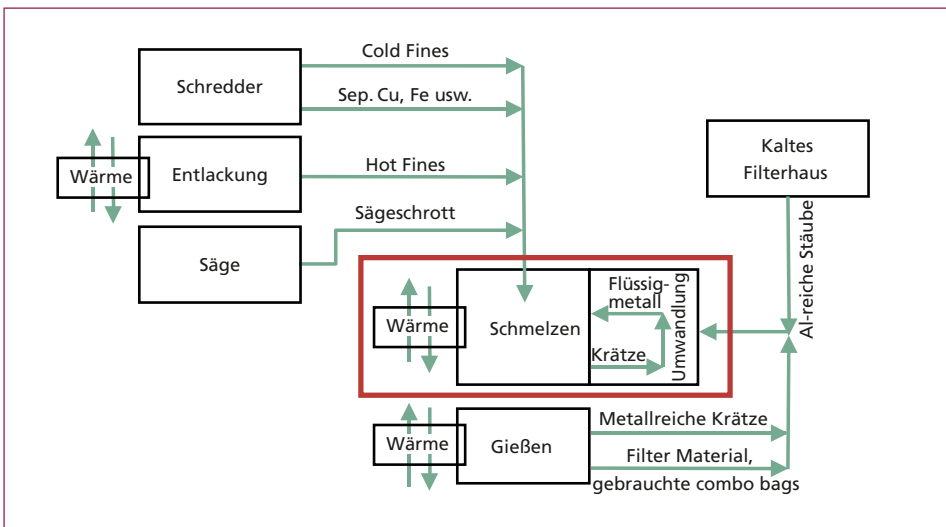 Cold Fines
Schredder
Sep. Cu, Fe usw.
Kaltes
Filterhaus
Wärme
Entlackung
Hot Fines
Sägeschrott
Säge
Al-reiche Stäube
Flüssig-
metall
Wärme
Schmelzen
Umwandlung
Krätze
Metallreiche Krätze
Wärme
Gießen
Filter Material,
gebrauchte combo bags